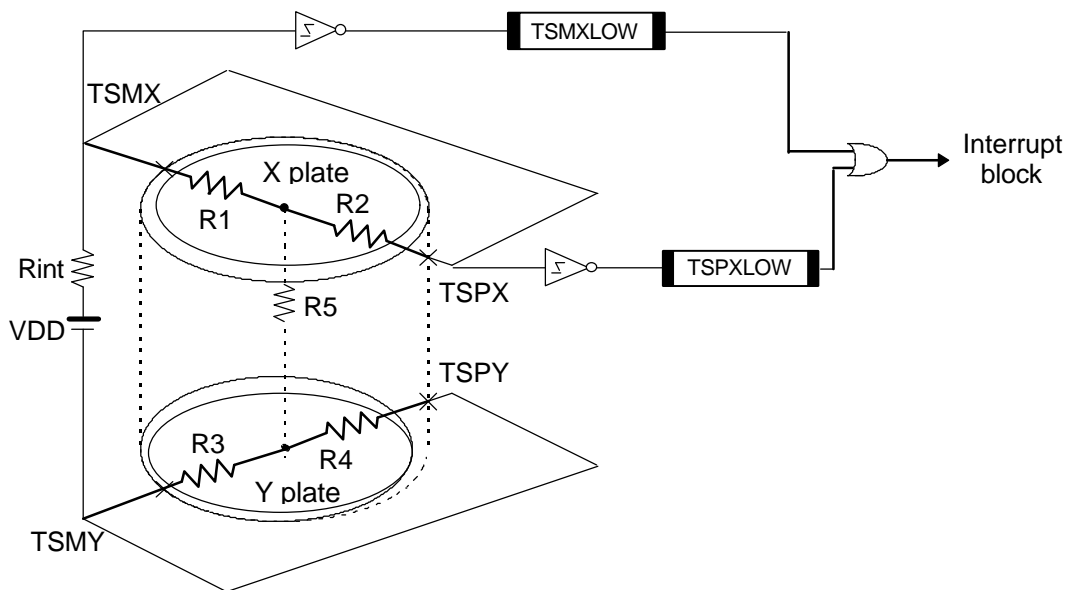 TSMXLOW
TSMX
Interrupt
block
X plate
R1
R2
Rint
TSPX
TSPXLOW
R5
VDD
TSPY
R3
R4
Y plate
TSMY